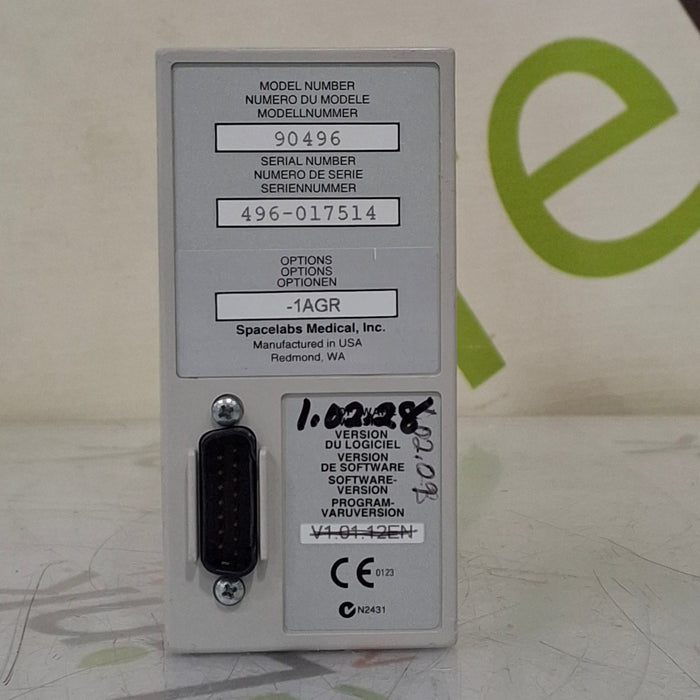 MODEL NUMBER
NUMERO DU MODELE
MODELLNUMMER
90496
SERIAL NUMBER
NUMERO DE SERIE
SERIENNUMMER
496-017514
OPTIONS
OPTIONS
OPTIONEN
-1AGR
Spacelabs Medical, Inc.
Manufactured in USA
Redmond, WA
1.02.28
VERSION
DU LOGICIEL
VERSION
DE SOFTWARE
SOFTWARE-
VERSION
PROGRAM-
VARUVERSION
V1.01.12EN
CE 0123
N2431
e